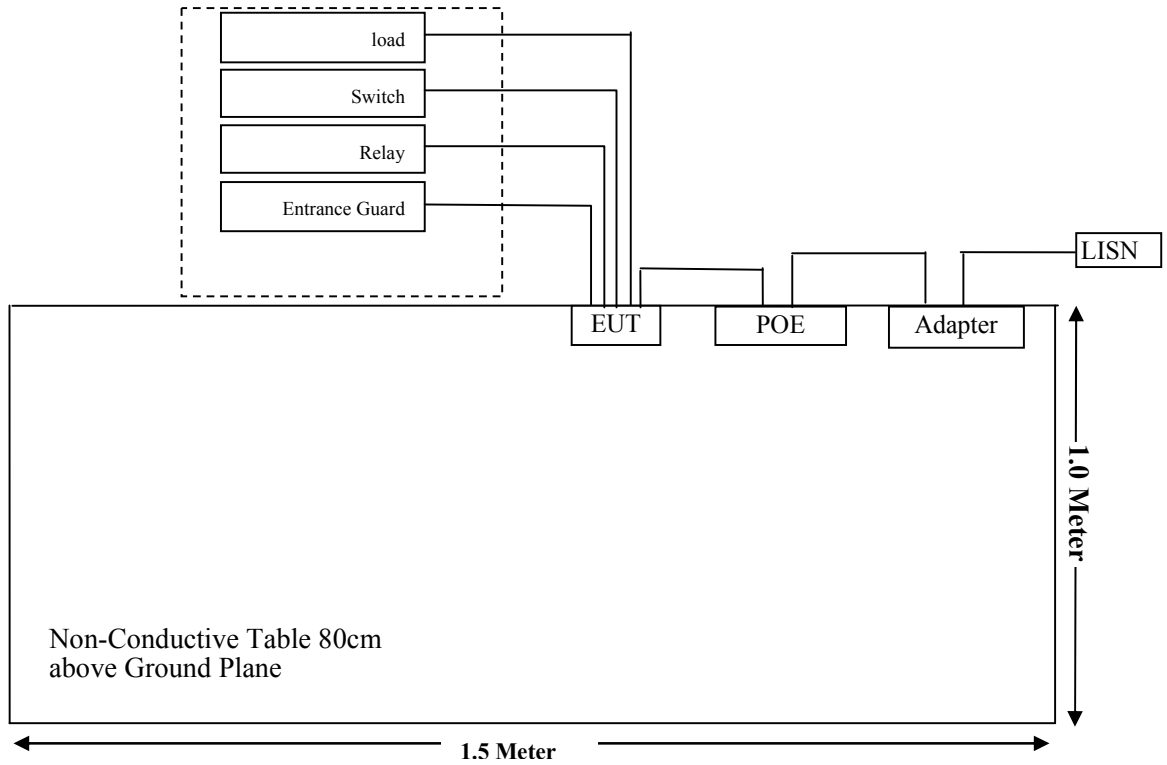 load
Switch
Relay
Entrance Guard
LISN
EUT
POE
Adapter
1.0 Meter
Non-Conductive Table 80cm
above Ground Plane
1.5 Meter